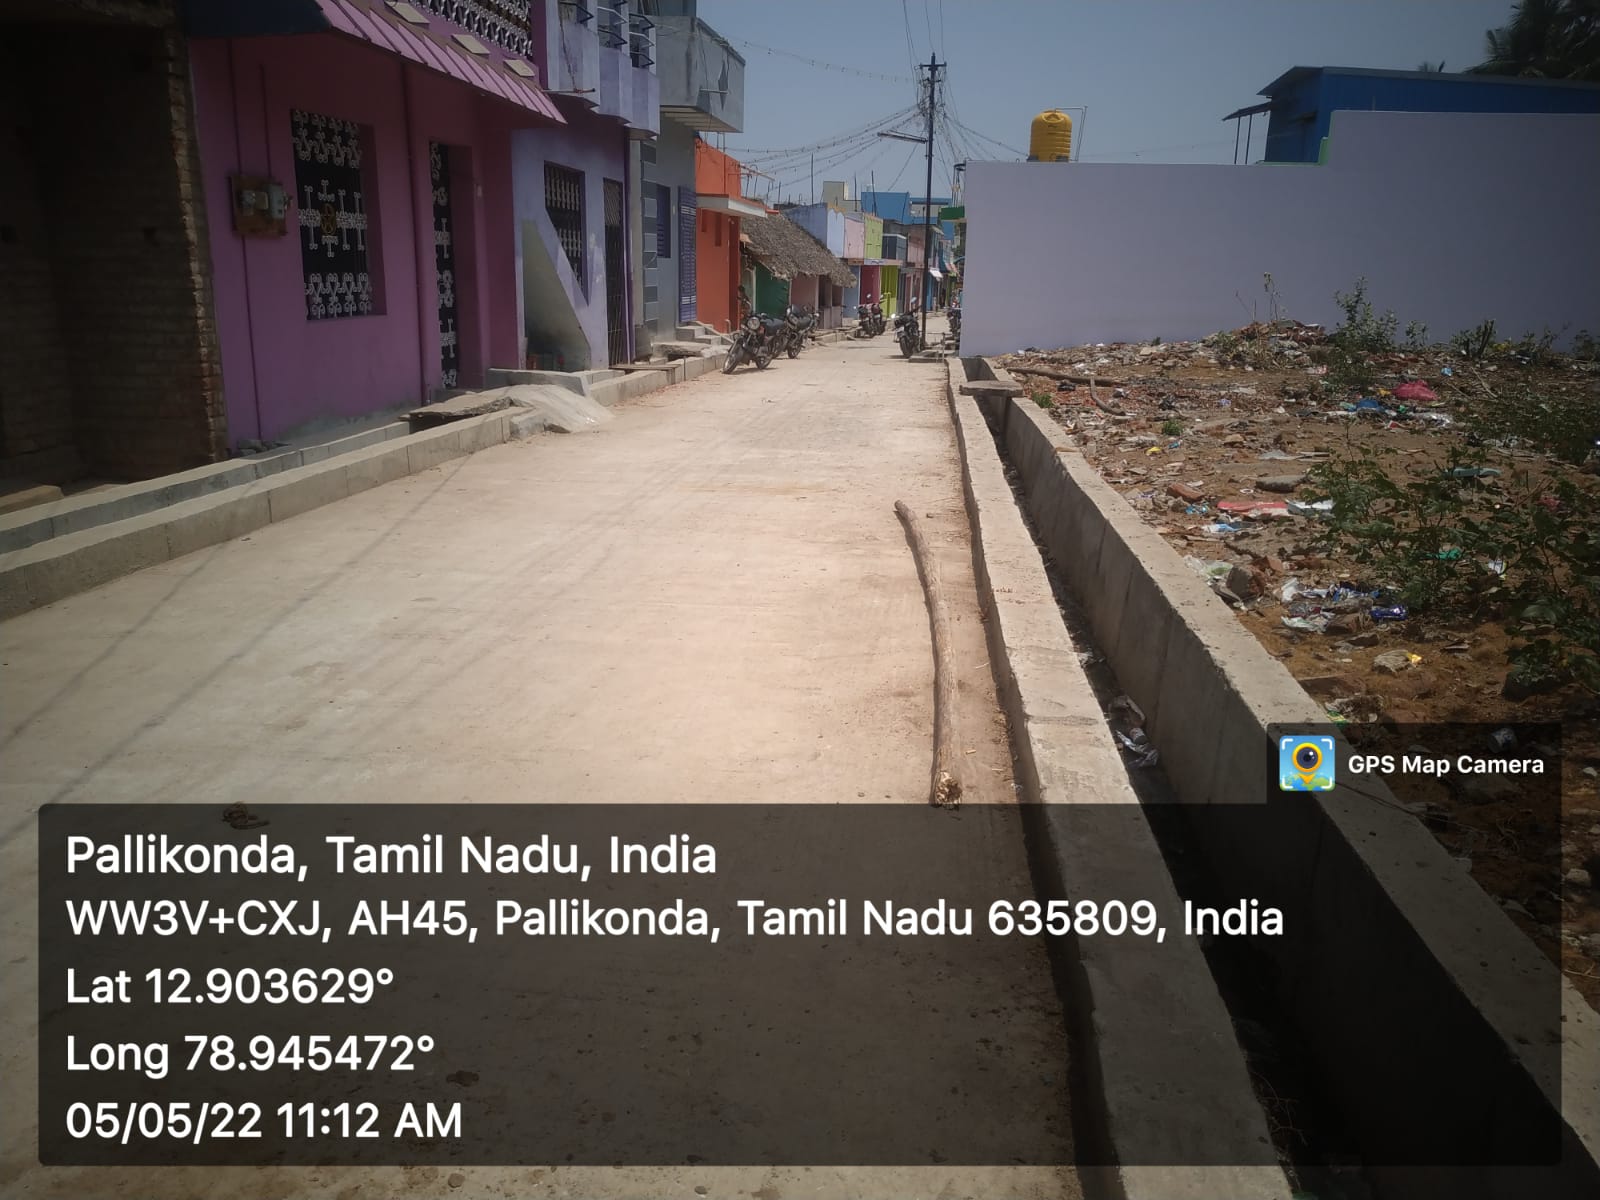 GPS Map Camera
Pallikonda, Tamil Nadu, India
WW3V+CXJ, AH45, Pallikonda, Tamil Nadu 635809, India
Lat 12.903629°
Long 78.945472°
05/05/22 11:12 AM